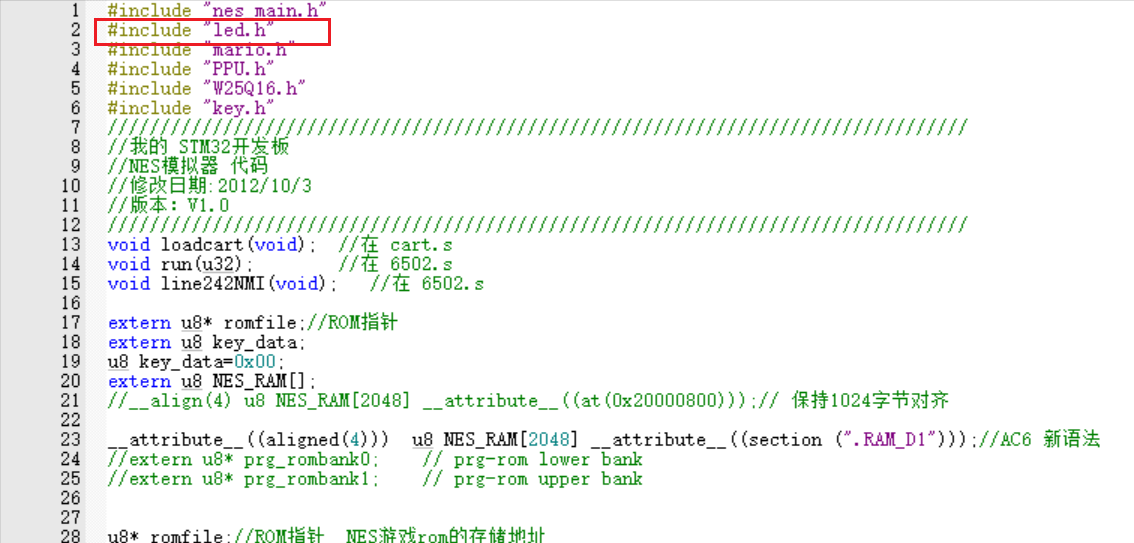 1 #include "nes_main.h"
2 #include "led.h"
3 #include "mario.h"
4 #include "PPU.h"
5 #include "W25Q16.h"
6 #include "key.h"
7 /////////////////////////////////////////////////////////////////////////////////
8 //我的 STM32开发板
9 //NES模拟器 代码
10 //修改日期:2012/10/3
11 //版本: V1.0
12 /////////////////////////////////////////////////////////////////////////////////
13 void loadcart(void);  //在 cart.s
14 void run(u32);        //在 6502.s
15 void line242NMI(void);   //在 6502.s
16
17 extern u8* romfile;//ROM指针
18 extern u8 key_data;
19 u8 key_data=0x00;
20 extern u8 NES_RAM[];
21 //__align(4) u8 NES_RAM[2048] __attribute__((at(0x20000800)));// 保持1024字节对齐
22
23 __attribute__((aligned(4)))  u8 NES_RAM[2048] __attribute__((section (".RAM_D1")));//AC6 新语法
24 //extern u8* prg_rombank0;    // prg-rom lower bank
25 //extern u8* prg_rombank1;    // prg-rom upper bank
26
27
28 u8* romfile;//ROM指针  NES游戏rom的存储地址